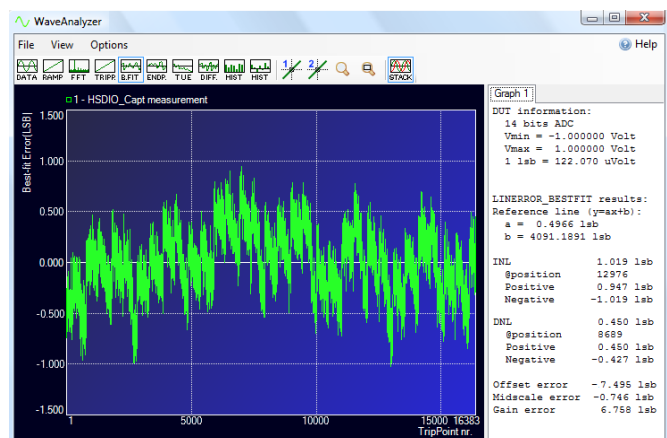 WaveAnalyzer
File View Options Help
DATA RAMP FFT TRIPP. B.FIT ENDP. TUE DIFF. HIST HIST 1 2 STACK
1 - HSDIO_Capt measurement
Best-fit Error[LSB]
1.500
1.000
0.500
0.000
-0.500
-1.000
-1.500
1 5000 10000 15000 16383
TripPoint nr.
Graph 1
DUT information:
14 bits ADC
Vmin = -1.000000 Volt
Vmax = 1.000000 Volt
1 lsb = 122.070 uVolt
LINERROR_BESTFIT results:
Reference line (y=ax+b):
a = 0.4966 lsb
b = 4091.1891 lsb
INL 1.019 lsb
@position 12976
Positive 0.947 lsb
Negative -1.019 lsb
DNL 0.450 lsb
@position 8689
Positive 0.450 lsb
Negative -0.427 lsb
Offset error -7.495 lsb
Midscale error -0.746 lsb
Gain error 6.758 lsb